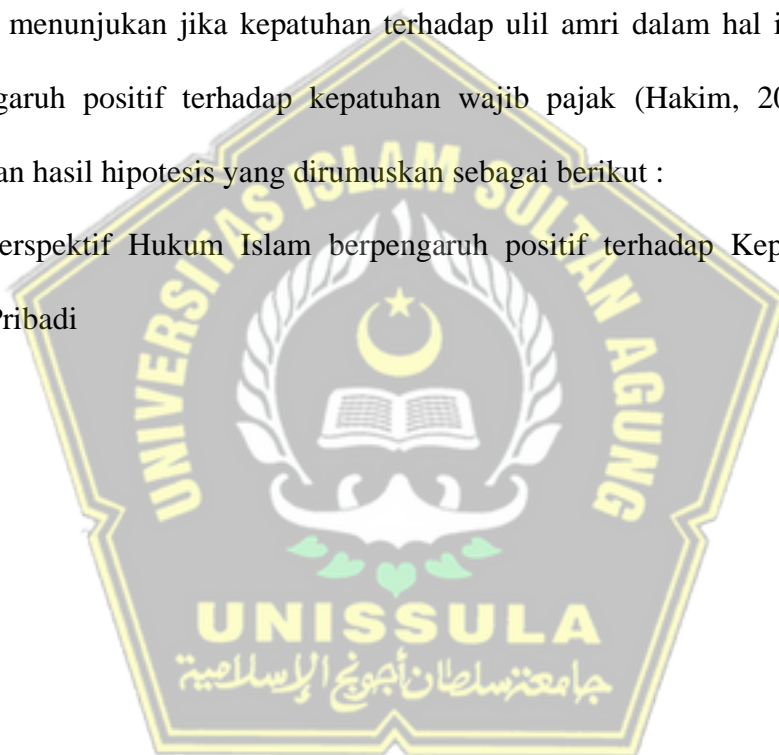 menunjukan jika kepatuhan terhadap ulil amri dalam hal i
garuh positif terhadap kepatuhan wajib pajak (Hakim, 20
an hasil hipotesis yang dirumuskan sebagai berikut :
erspektif Hukum Islam berpengaruh positif terhadap Kep
Pribadi
UNIVERSITAS ISLAM SULTAN AGUNG
UNISSULA
جامعة سلطان أجونج الإسلامية